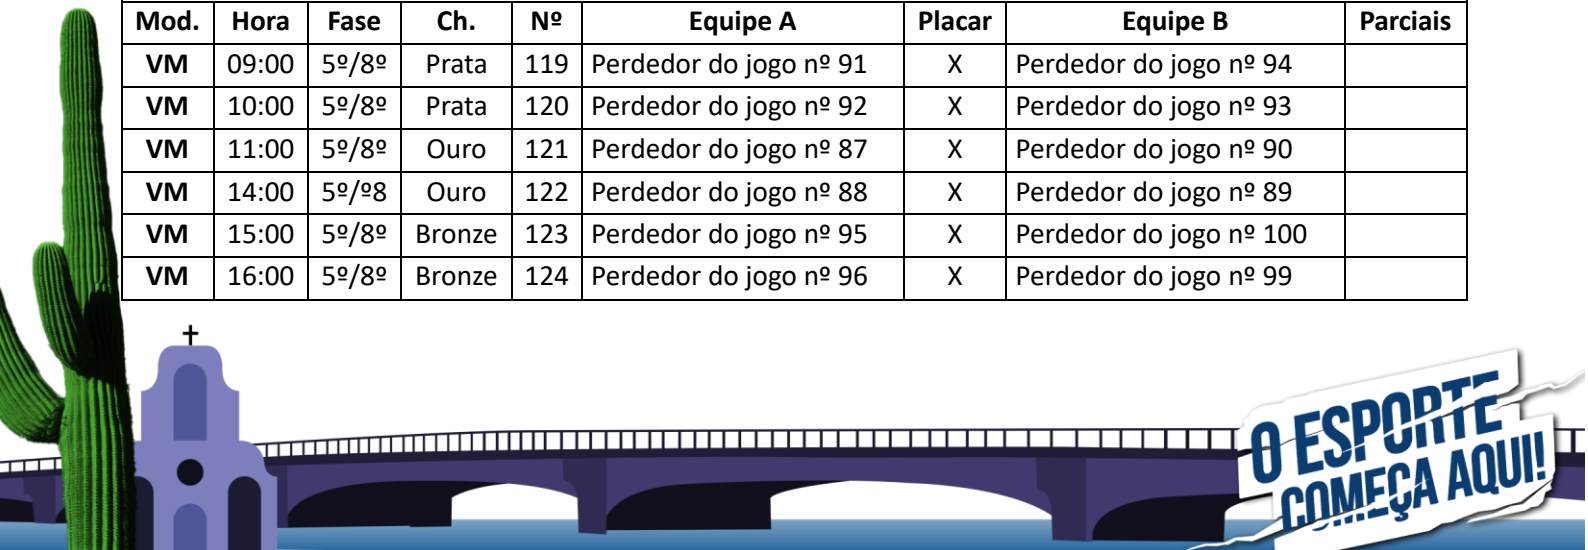 Mod. Hora Fase Ch. Nº Equipe A Placar Equipe B Parciais
VM 09:00 5º/8º Prata 119 Perdedor do jogo nº 91 X Perdedor do jogo nº 94
VM 10:00 5º/8º Prata 120 Perdedor do jogo nº 92 X Perdedor do jogo nº 93
VM 11:00 5º/8º Ouro 121 Perdedor do jogo nº 87 X Perdedor do jogo nº 90
VM 14:00 5º/º8 Ouro 122 Perdedor do jogo nº 88 X Perdedor do jogo nº 89
VM 15:00 5º/8º Bronze 123 Perdedor do jogo nº 95 X Perdedor do jogo nº 100
VM 16:00 5º/8º Bronze 124 Perdedor do jogo nº 96 X Perdedor do jogo nº 99
O ESPORTE
COMEÇA AQUI!